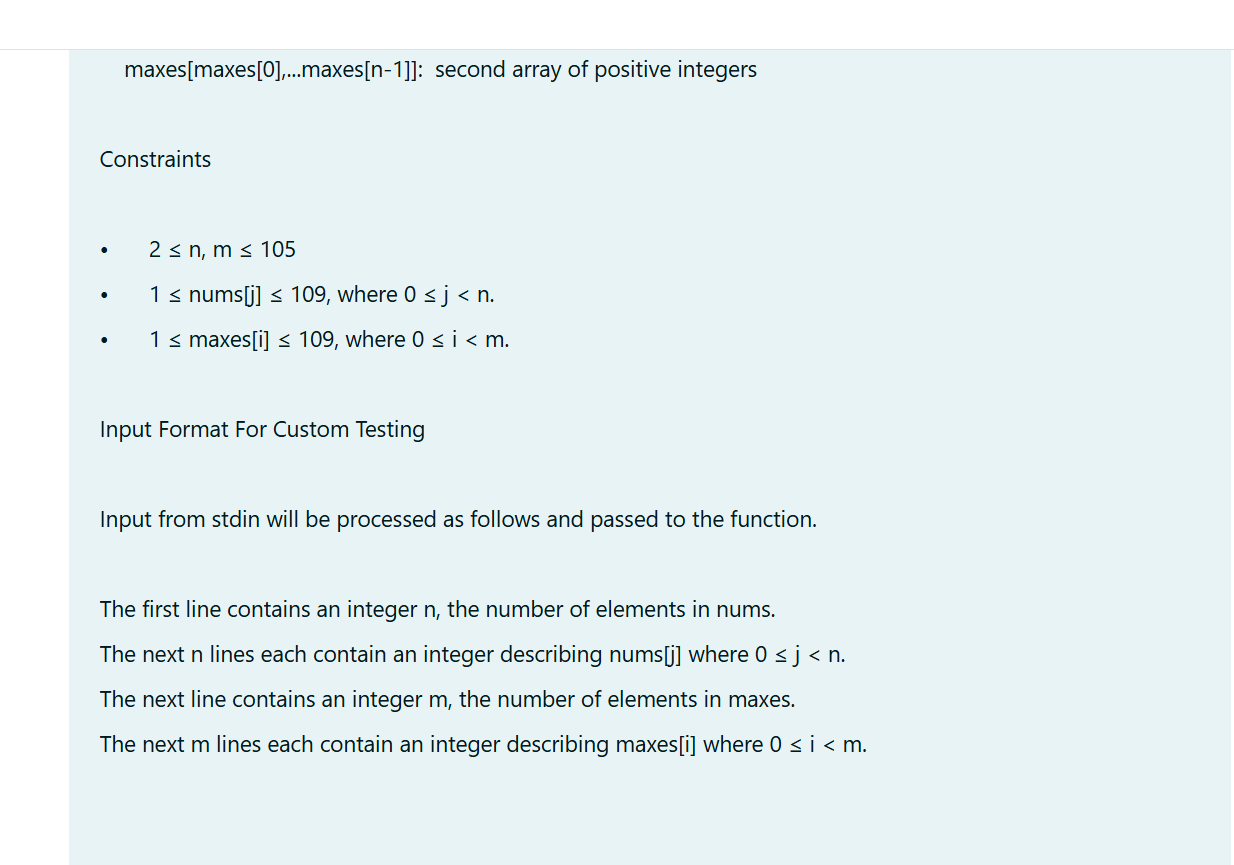 maxes[maxes[0],...maxes[n-1]]: second array of positive integers
Constraints
• 2 ≤ n, m ≤ 105
• 1 ≤ nums[j] ≤ 109, where 0 ≤ j < n.
• 1 ≤ maxes[i] ≤ 109, where 0 ≤ i < m.
Input Format For Custom Testing
Input from stdin will be processed as follows and passed to the function.
The first line contains an integer n, the number of elements in nums.
The next n lines each contain an integer describing nums[j] where 0 ≤ j < n.
The next line contains an integer m, the number of elements in maxes.
The next m lines each contain an integer describing maxes[i] where 0 ≤ i < m.